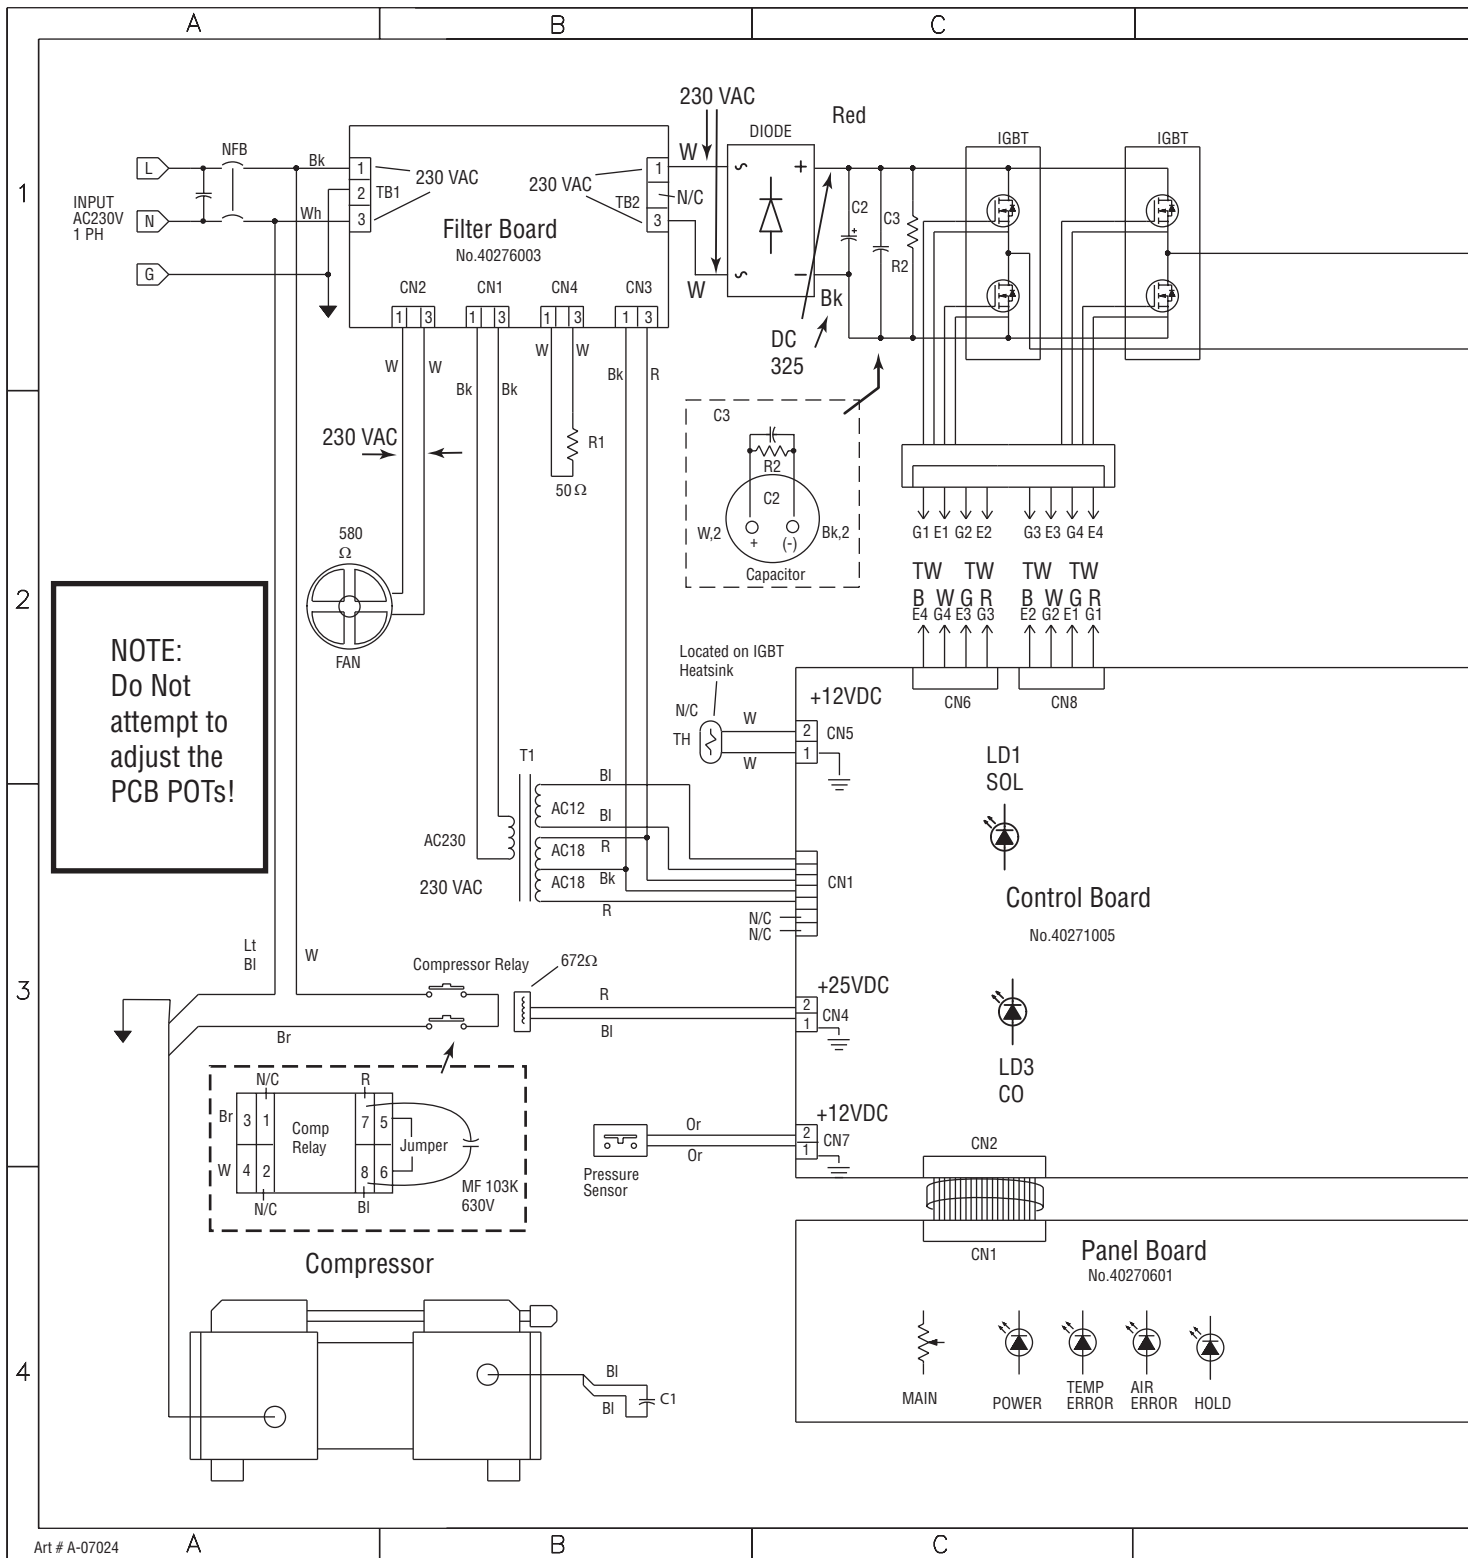 A B C
1
2
3
4
230 VAC
Red
DIODE
IGBT
IGBT
NFB
L
N
G
INPUT
AC230V
1 PH
Bk
Wh
1
2
3
TB1
230 VAC
230 VAC
1
TB2
3
N/C
W
W
Filter Board
No.40276003
CN2
CN1
CN4
CN3
1 3
1 3
1 3
1 3
+
−
Bk
C2
+
C3
R2
DC
325
W
W
Bk
Bk
W
W
Bk
R
230 VAC
R1
50 Ω
C3
R2
C2
W,2
Bk,2
+
(-)
Capacitor
G1 E1 G2 E2
G3 E3 G4 E4
TW TW TW TW
B W G R B W G R
E4 G4 E3 G3
E2 G2 E1 G1
580
Ω
FAN
NOTE:
Do Not
attempt to
adjust the
PCB POTs!
Located on IGBT
Heatsink
N/C
TH
W
W
+12VDC
2
1
CN5
CN6
CN8
LD1
SOL
T1
Bl
AC12
Bl
AC18
R
AC18
Bk
R
AC230
230 VAC
CN1
N/C
N/C
Control Board
No.40271005
Lt
Bl
W
Compressor Relay
672Ω
R
Bl
+25VDC
2
1
CN4
Br
LD3
CO
N/C
R
Br
3 1
Comp
Relay
7 5
Jumper
W
4 2
8 6
N/C
Bl
MF 103K
630V
Or
Or
+12VDC
2
1
CN7
Pressure
Sensor
CN2
CN1
Panel Board
No.40270601
Compressor
Bl
Bl
C1
MAIN
POWER
TEMP
ERROR
AIR
ERROR
HOLD
Art # A-07024
A B C